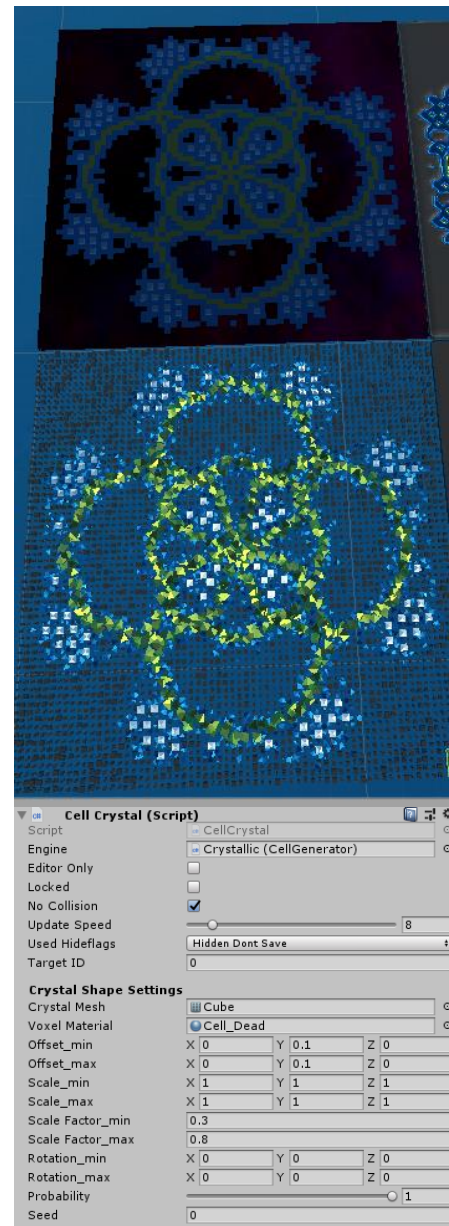 Cell Crystal (Script)
Script CellCrystal
Engine Crystallic (CellGenerator)
Editor Only
Locked
No Collision
Update Speed 8
Used Hideflags Hidden Dont Save
Target ID 0
Crystal Shape Settings
Crystal Mesh Cube
Voxel Material Cell_Dead
Offset_min X 0 Y 0.1 Z 0
Offset_max X 0 Y 0.1 Z 0
Scale_min X 1 Y 1 Z 1
Scale_max X 1 Y 1 Z 1
Scale Factor_min 0.3
Scale Factor_max 0.8
Rotation_min X 0 Y 0 Z 0
Rotation_max X 0 Y 0 Z 0
Probability 1
Seed 0